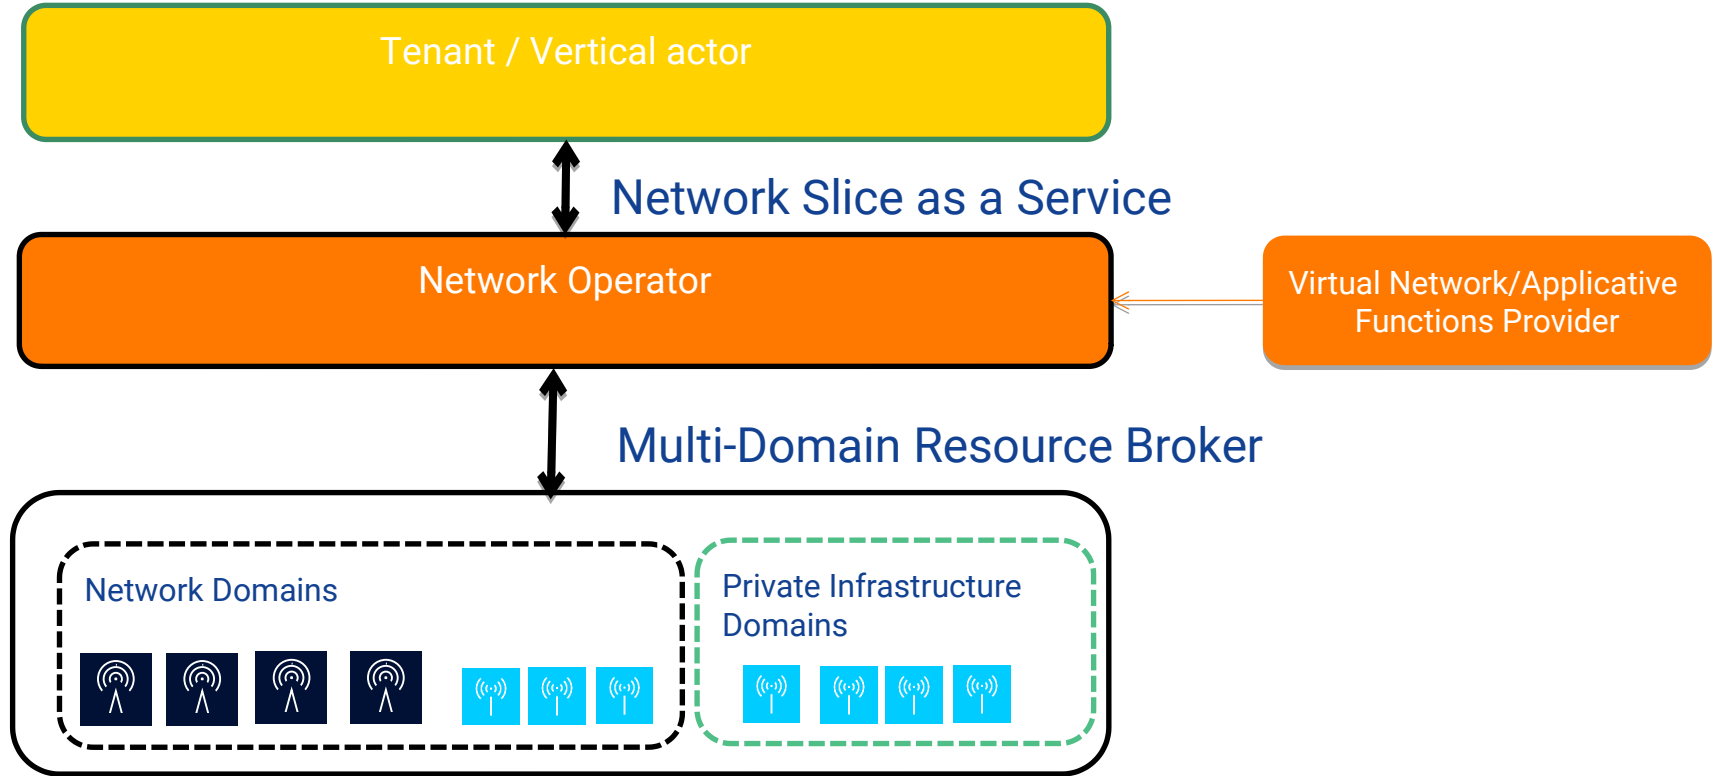 Tenant / Vertical actor
Network Slice as a Service
Network Operator
Virtual Network/Applicative
Functions Provider
Multi-Domain Resource Broker
Network Domains
Private Infrastructure
Domains